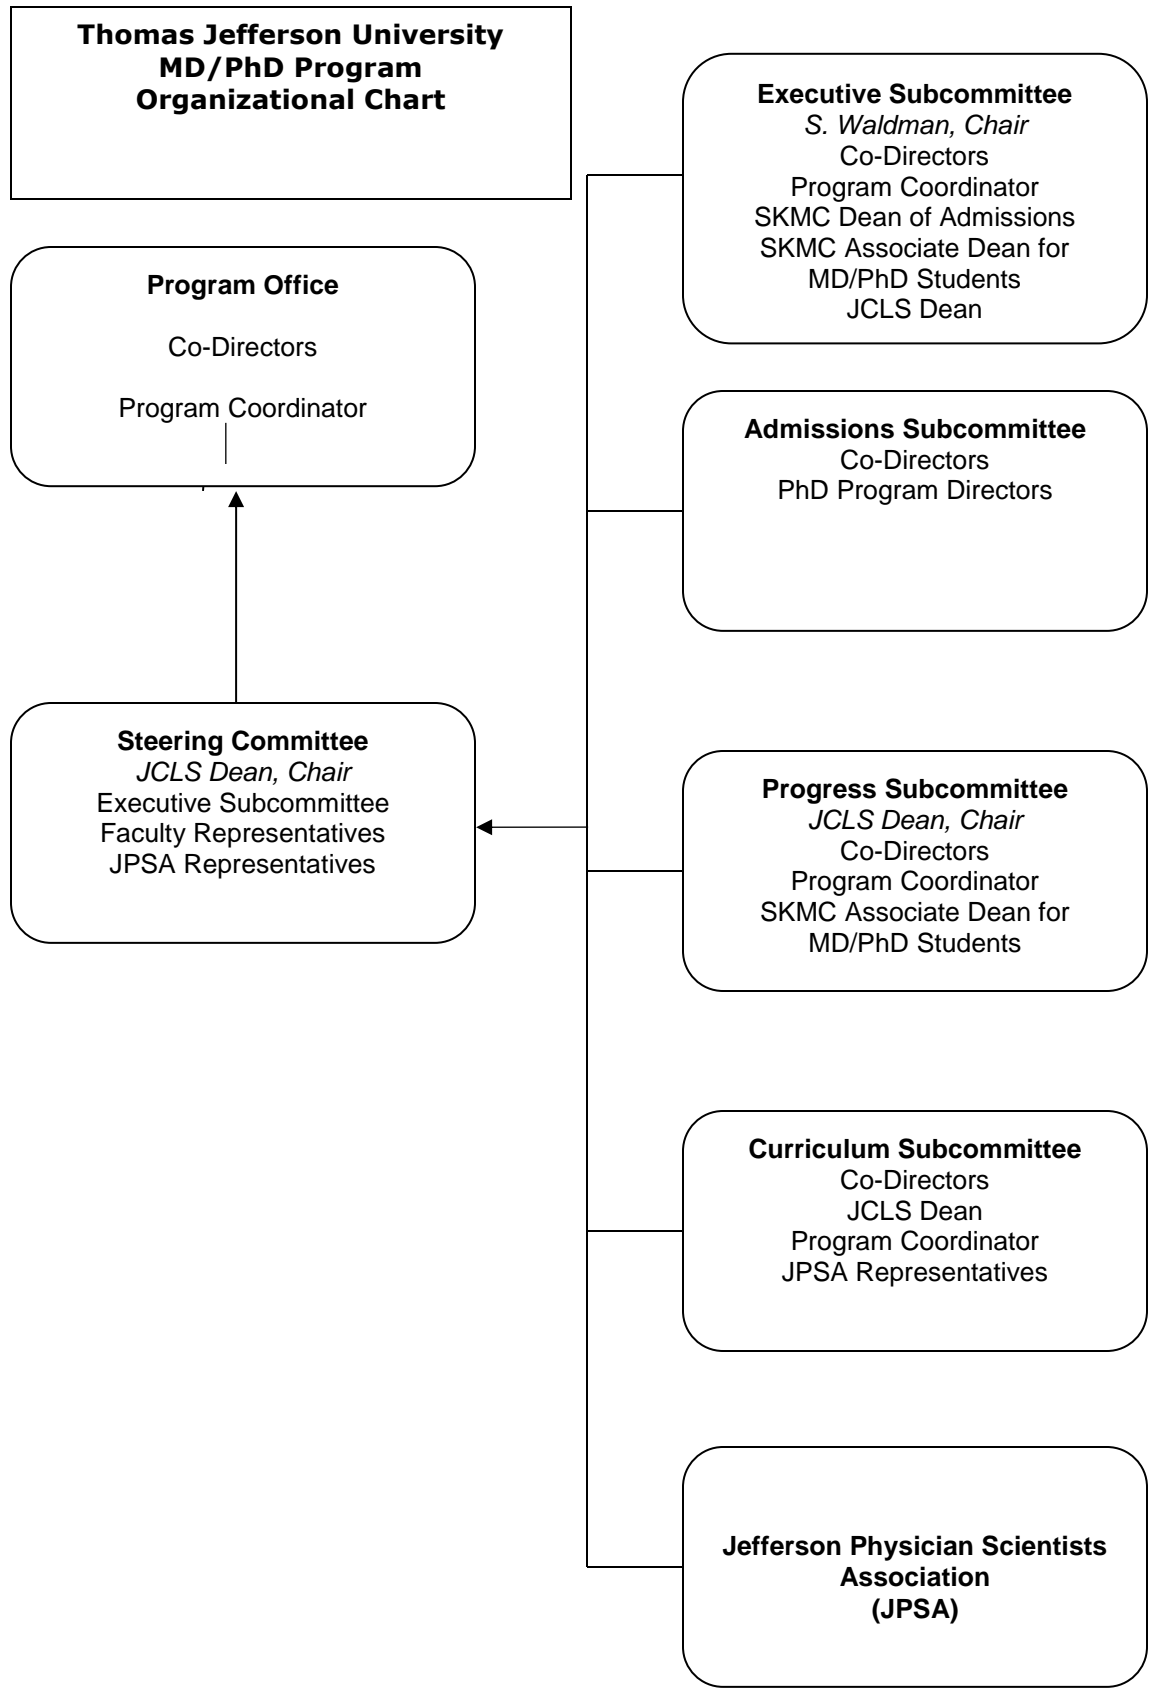 Thomas Jefferson University
MD/PhD Program
Organizational Chart
Program Office
Co-Directors
Program Coordinator
Steering Committee
JCLS Dean, Chair
Executive Subcommittee
Faculty Representatives
JPSA Representatives
Executive Subcommittee
S. Waldman, Chair
Co-Directors
Program Coordinator
SKMC Dean of Admissions
SKMC Associate Dean for
MD/PhD Students
JCLS Dean
Admissions Subcommittee
Co-Directors
PhD Program Directors
Progress Subcommittee
JCLS Dean, Chair
Co-Directors
Program Coordinator
SKMC Associate Dean for
MD/PhD Students
Curriculum Subcommittee
Co-Directors
JCLS Dean
Program Coordinator
JPSA Representatives
Jefferson Physician Scientists
Association
(JPSA)